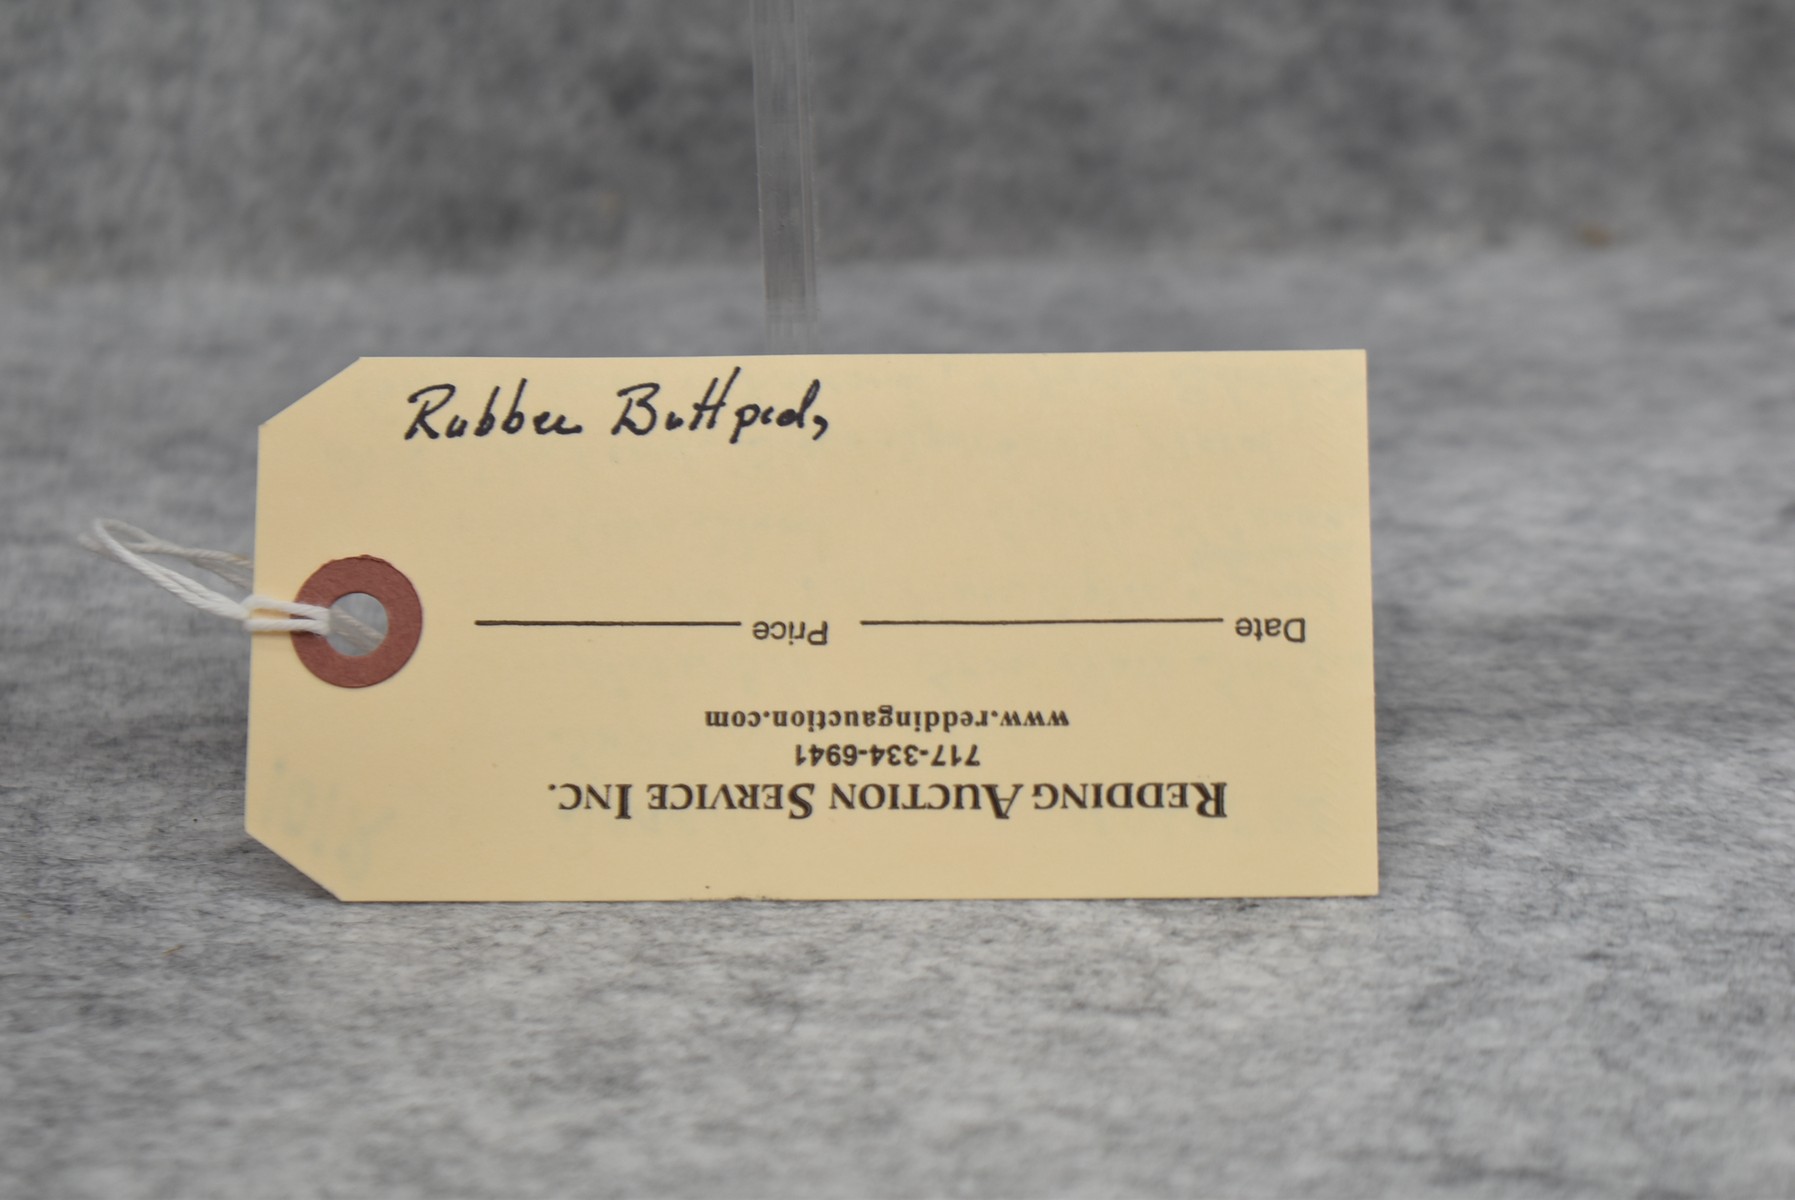 Rubber Buttpad,
REDDING AUCTION SERVICE INC.
717-334-6941
www.reddingauction.com
Date Price